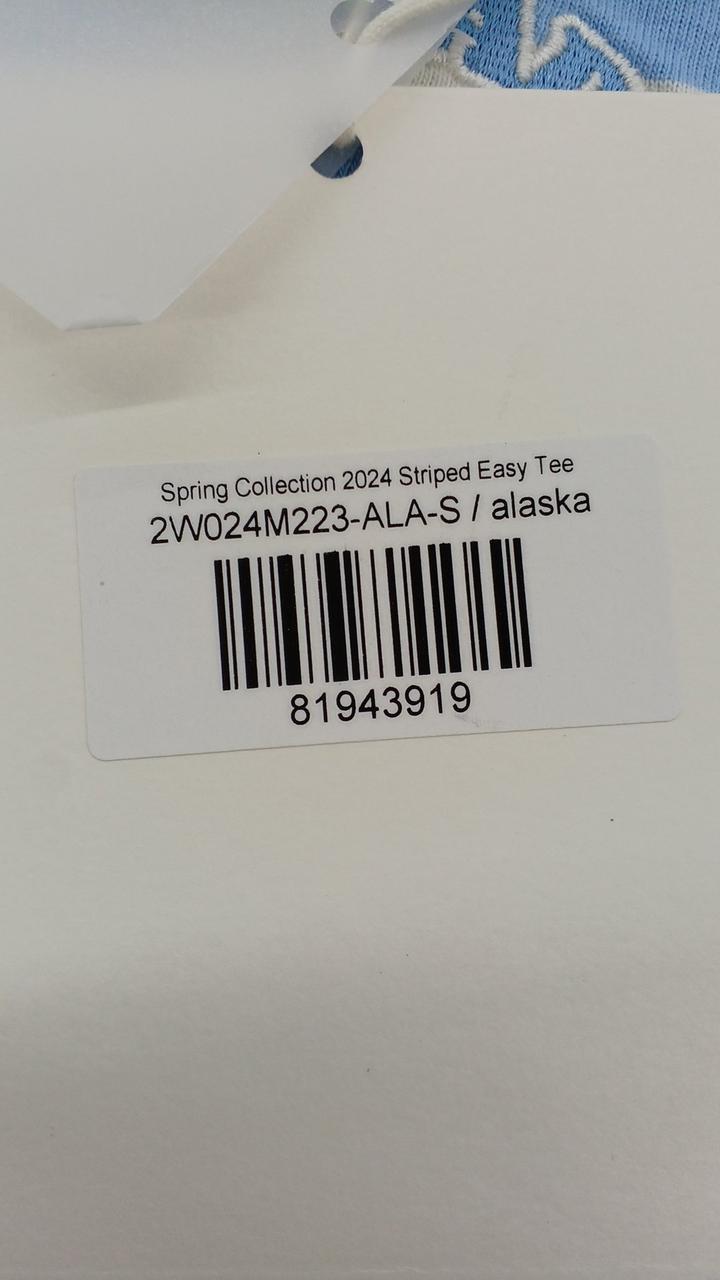 Spring Collection 2024 Striped Easy Tee
2W024M223-ALA-S / alaska
81943919